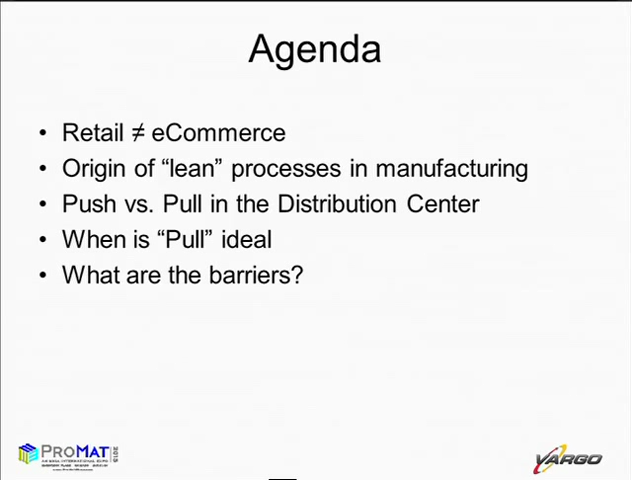 Agenda
• Retail ≠ eCommerce
• Origin of “lean” processes in manufacturing
• Push vs. Pull in the Distribution Center
• When is “Pull” ideal
• What are the barriers?
PROMAT
2015
VARGO